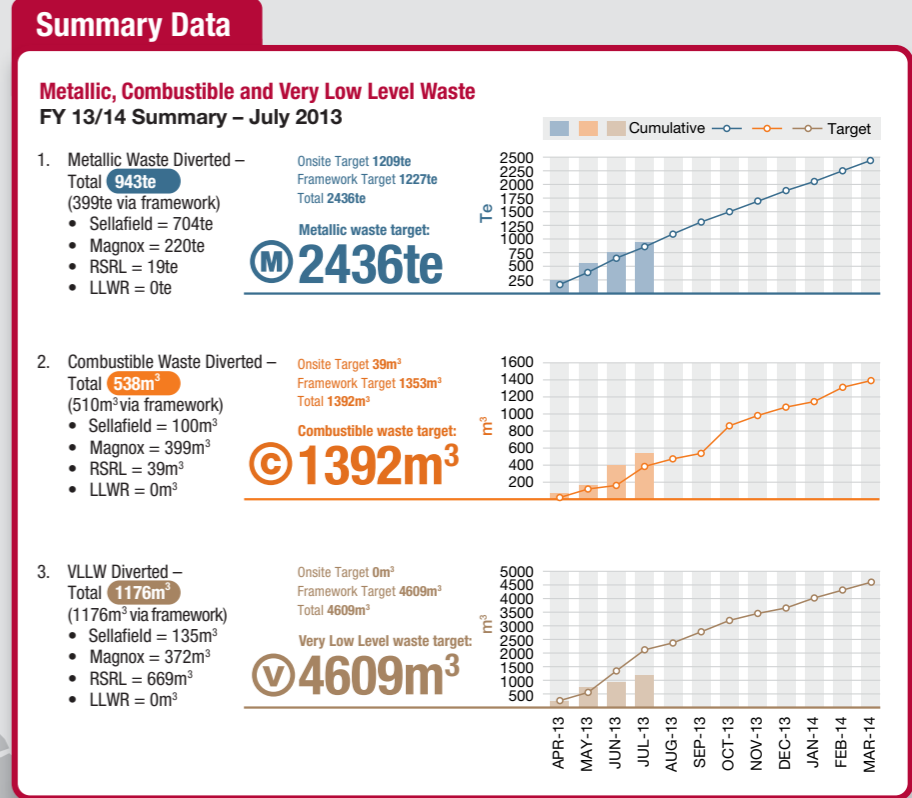 Summary Data
Metallic, Combustible and Very Low Level Waste
FY 13/14 Summary – July 2013
Cumulative Target
1. Metallic Waste Diverted –
Total 943te
(399te via framework)
• Sellafield = 704te
• Magnox = 220te
• RSRL = 19te
• LLWR = 0te
Onsite Target 1209te
Framework Target 1227te
Total 2436te
Metallic waste target:
M 2436te
Te
2500
2250
2000
1750
1500
1250
1000
750
500
250
2. Combustible Waste Diverted –
Total 538m³
(510m³ via framework)
• Sellafield = 100m³
• Magnox = 399m³
• RSRL = 39m³
• LLWR = 0m³
Onsite Target 39m³
Framework Target 1353m³
Total 1392m³
Combustible waste target:
C 1392m³
m³
1600
1400
1200
1000
800
600
400
200
3. VLLW Diverted –
Total 1176m³
(1176m³ via framework)
• Sellafield = 135m³
• Magnox = 372m³
• RSRL = 669m³
• LLWR = 0m³
Onsite Target 0m³
Framework Target 4609m³
Total 4609m³
Very Low Level waste target:
V 4609m³
m³
5000
4500
4000
3500
3000
2500
2000
1500
1000
500
APR-13
MAY-13
JUN-13
JUL-13
AUG-13
SEP-13
OCT-13
NOV-13
DEC-13
JAN-14
FEB-14
MAR-14